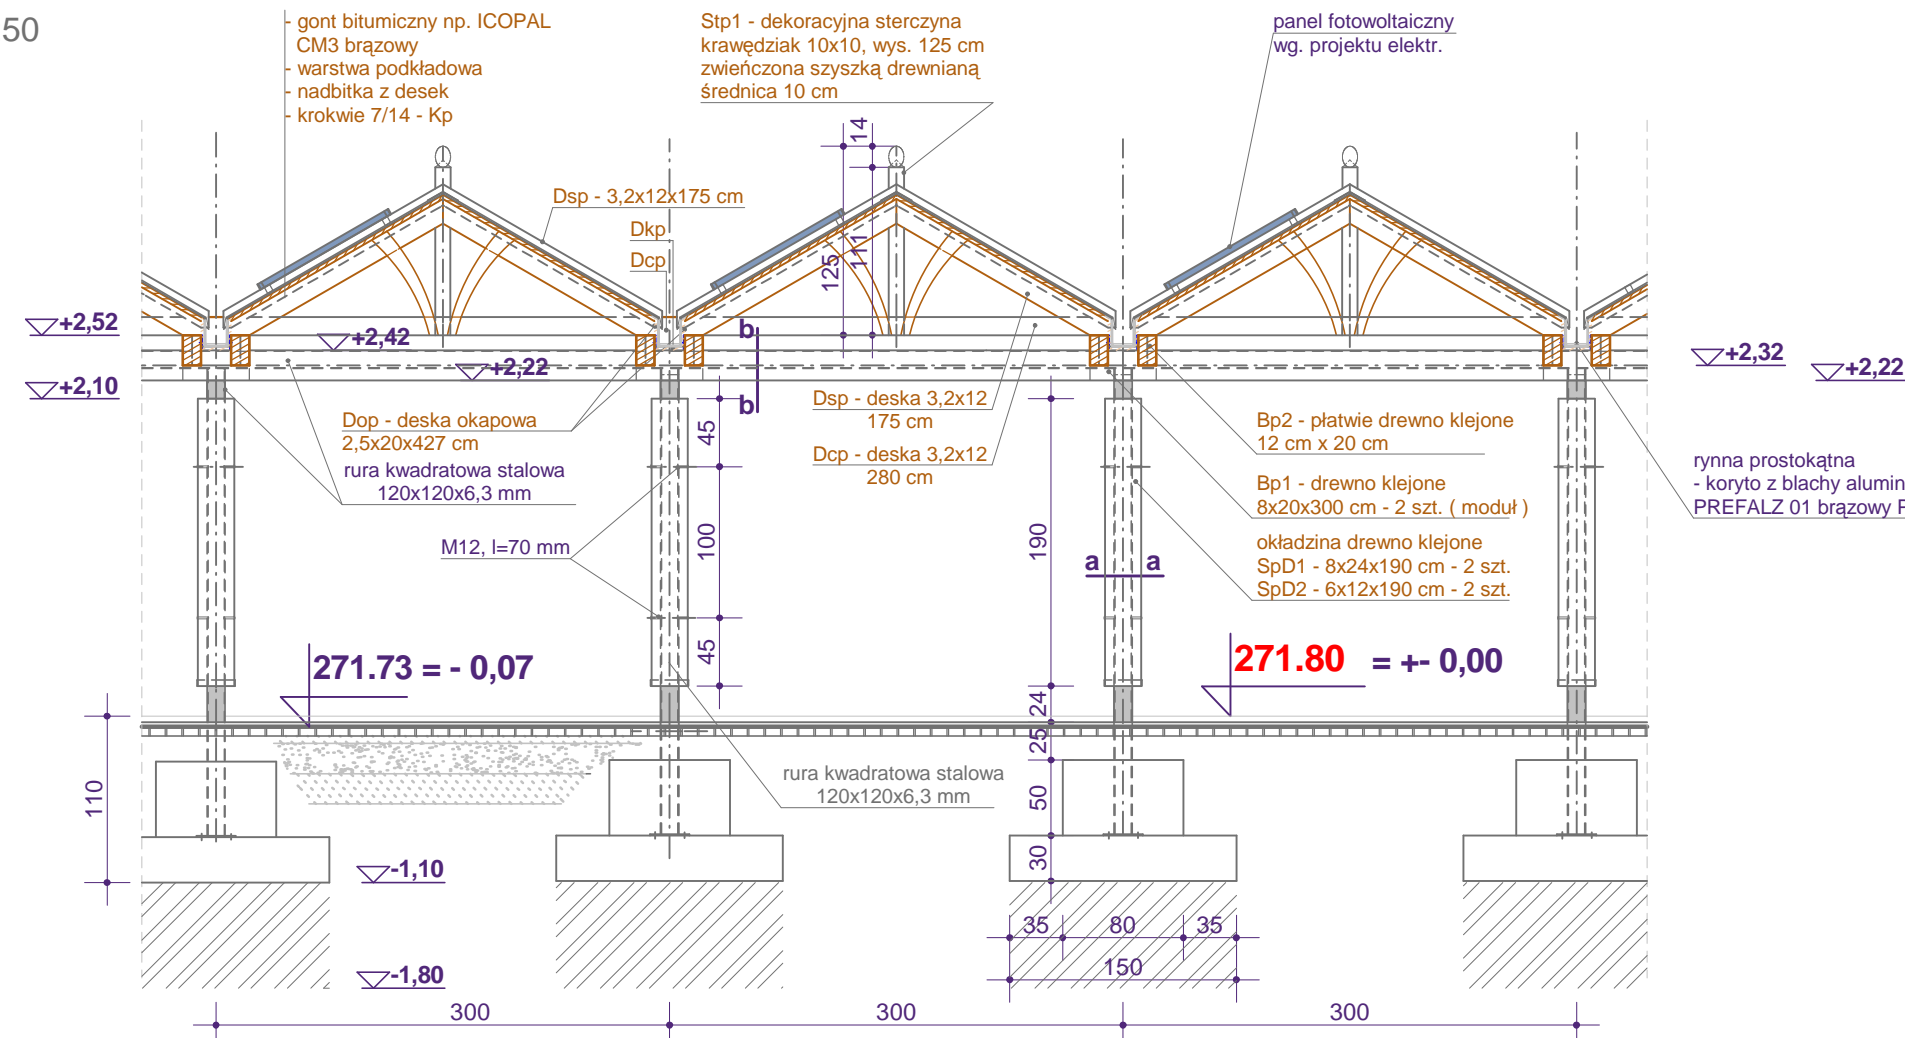 50
- gont bitumiczny np. ICOPAL
CM3 brązowy
- warstwa podkładowa
- nadbitka z desek
- krokwie 7/14 - Kp
Stp1 - dekoracyjna sterczyna
krawędziak 10x10, wys. 125 cm
zwieńczona szyszką drewnianą
średnica 10 cm
panel fotowoltaiczny
wg. projektu elektr.
14
125
111
Dsp - 3,2x12x175 cm
Dkp
Dcp
+2,52
+2,42
+2,22
+2,10
+2,32
+2,22
b
b
Dop - deska okapowa
2,5x20x427 cm
rura kwadratowa stalowa
120x120x6,3 mm
M12, l=70 mm
Dsp - deska 3,2x12
175 cm
Dcp - deska 3,2x12
280 cm
Bp2 - płatwie drewno klejone
12 cm x 20 cm
Bp1 - drewno klejone
8x20x300 cm - 2 szt. ( moduł )
okładzina drewno klejone
SpD1 - 8x24x190 cm - 2 szt.
SpD2 - 6x12x190 cm - 2 szt.
rynna prostokątna
- koryto z blachy alumin
PREFALZ 01 brązowy
45
100
45
190
a a
24
25
50
30
110
271.73 = - 0,07
271.80 = +- 0,00
rura kwadratowa stalowa
120x120x6,3 mm
-1,10
-1,80
35 80 35
150
300 300 300